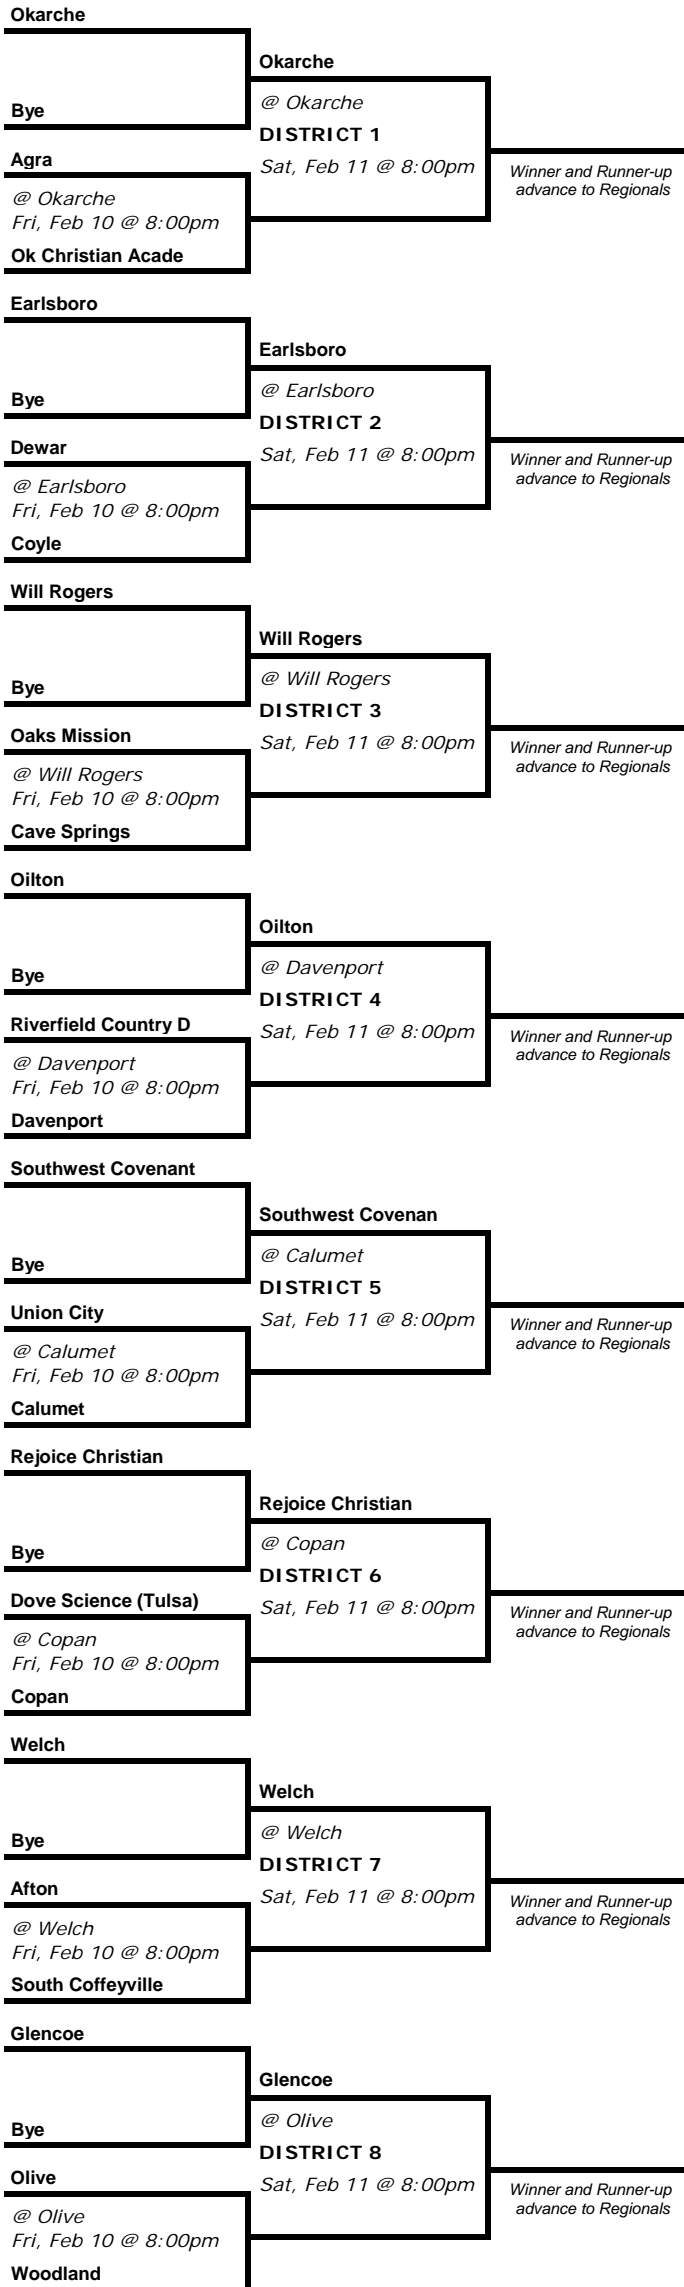 Okarche
Okarche
Bye
@ Okarche
DISTRICT 1
Agra
Sat, Feb 11 @ 8:00pm
Winner and Runner-up
advance to Regionals
@ Okarche
Fri, Feb 10 @ 8:00pm
Ok Christian Acade
Earlsboro
Earlsboro
Bye
@ Earlsboro
DISTRICT 2
Dewar
Sat, Feb 11 @ 8:00pm
Winner and Runner-up
advance to Regionals
@ Earlsboro
Fri, Feb 10 @ 8:00pm
Coyle
Will Rogers
Will Rogers
Bye
@ Will Rogers
DISTRICT 3
Oaks Mission
Sat, Feb 11 @ 8:00pm
Winner and Runner-up
advance to Regionals
@ Will Rogers
Fri, Feb 10 @ 8:00pm
Cave Springs
Oilton
Oilton
Bye
@ Davenport
DISTRICT 4
Riverfield Country D
Sat, Feb 11 @ 8:00pm
Winner and Runner-up
advance to Regionals
@ Davenport
Fri, Feb 10 @ 8:00pm
Davenport
Southwest Covenant
Southwest Covenan
Bye
@ Calumet
DISTRICT 5
Union City
Sat, Feb 11 @ 8:00pm
Winner and Runner-up
advance to Regionals
@ Calumet
Fri, Feb 10 @ 8:00pm
Calumet
Rejoice Christian
Rejoice Christian
Bye
@ Copan
DISTRICT 6
Dove Science (Tulsa)
Sat, Feb 11 @ 8:00pm
Winner and Runner-up
advance to Regionals
@ Copan
Fri, Feb 10 @ 8:00pm
Copan
Welch
Welch
Bye
@ Welch
DISTRICT 7
Afton
Sat, Feb 11 @ 8:00pm
Winner and Runner-up
advance to Regionals
@ Welch
Fri, Feb 10 @ 8:00pm
South Coffeyville
Glencoe
Glencoe
Bye
@ Olive
DISTRICT 8
Olive
Sat, Feb 11 @ 8:00pm
Winner and Runner-up
advance to Regionals
@ Olive
Fri, Feb 10 @ 8:00pm
Woodland